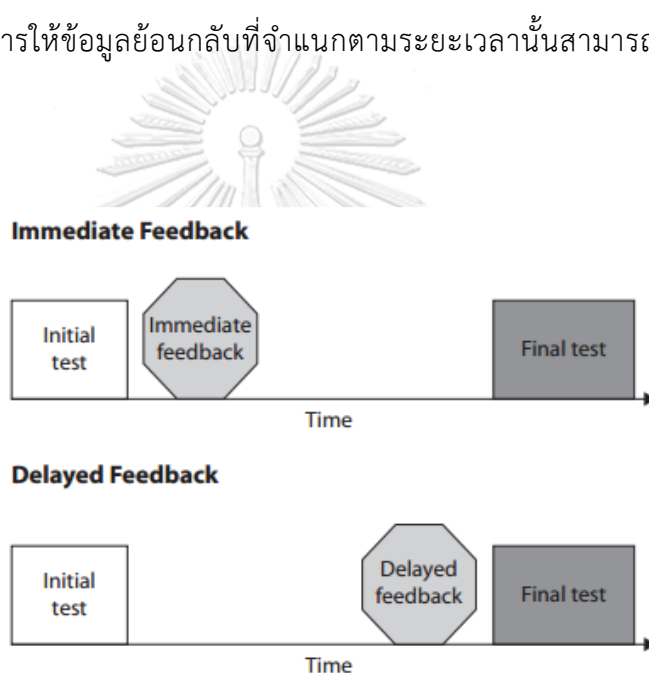 ารให้ข้อมูลย้อนกลับที่จำแนกตามระยะเวลานั้นสามารถ
Immediate Feedback
Initial
test
Immediate
feedback
Final test
Time
Delayed Feedback
Initial
test
Delayed
feedback
Final test
Time